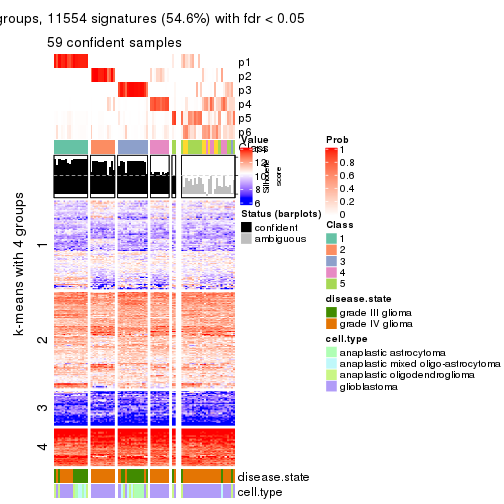 groups, 11554 signatures (54.6%) with fdr < 0.05
59 confident samples
p1
p2
p3
p4
p5
p6
Class
Silhouette
score
k-means with 4 groups
1
2
3
4
disease.state
cell.type
Value
14
12
10
8
6
Status (barplots)
confident
ambiguous
Prob
1
0.8
0.6
0.4
0.2
0
Class
1
2
3
4
5
disease.state
grade III glioma
grade IV glioma
cell.type
anaplastic astrocytoma
anaplastic mixed oligo-astrocytoma
anaplastic oligodendroglioma
glioblastoma